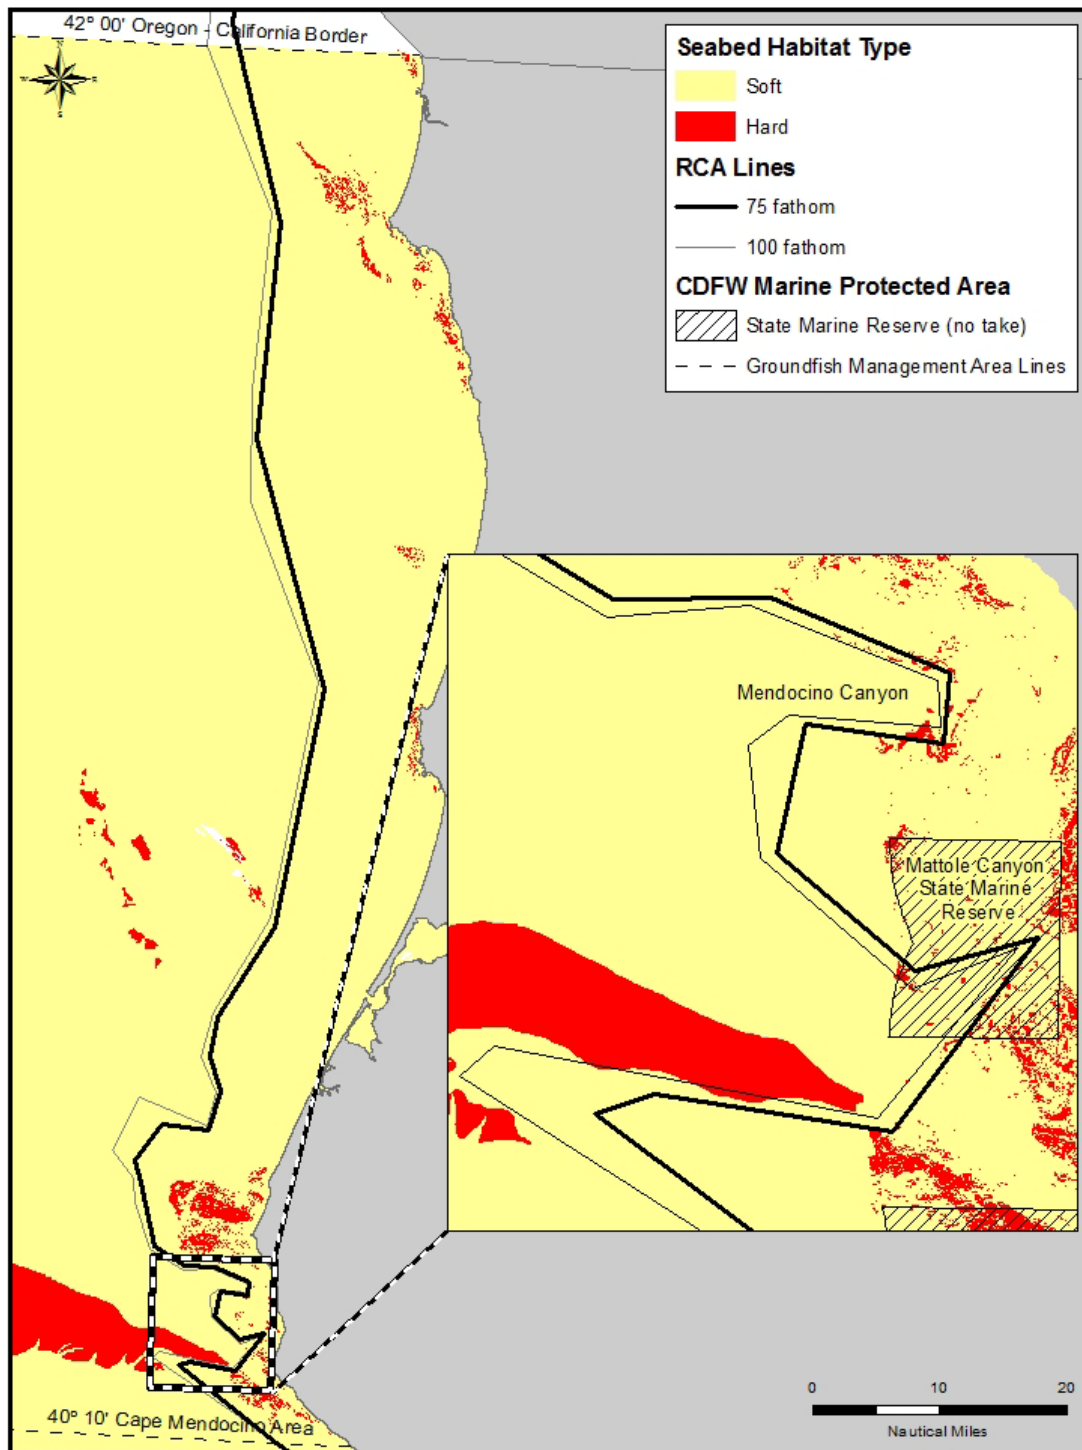 42° 00' Oregon - California Border
Seabed Habitat Type
Soft
Hard
RCA Lines
75 fathom
100 fathom
CDFW Marine Protected Area
State Marine Reserve (no take)
Groundfish Management Area Lines
N
W
E
S
Mendocino Canyon
Mattole Canyon
State Marine
Reserve
40° 10' Cape Mendocino Area
0 10 20
Nautical Miles